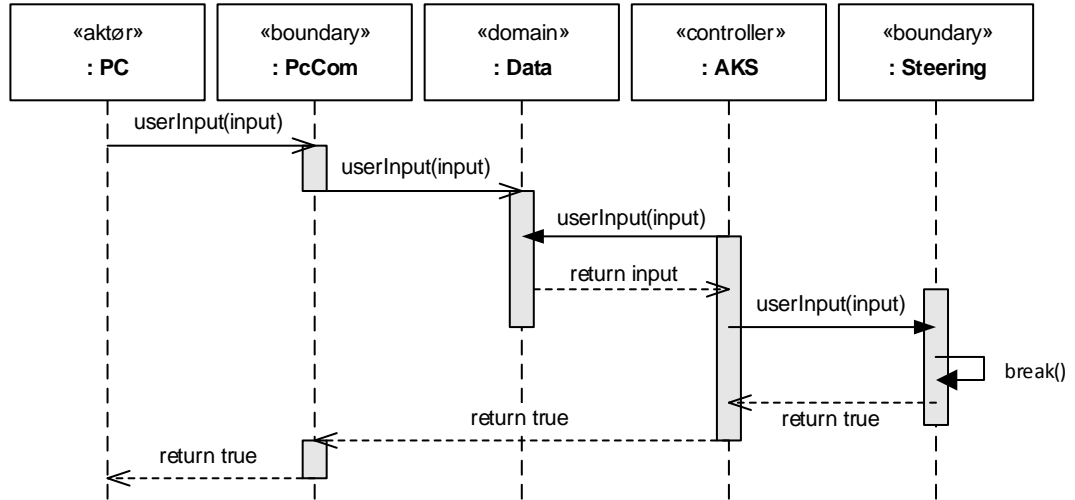 «aktør»
: PC
«boundary»
: PcCom
«domain»
: Data
«controller»
: AKS
«boundary»
: Steering
userInput(input)
userInput(input)
userInput(input)
return input
userInput(input)
break()
return true
return true
return true